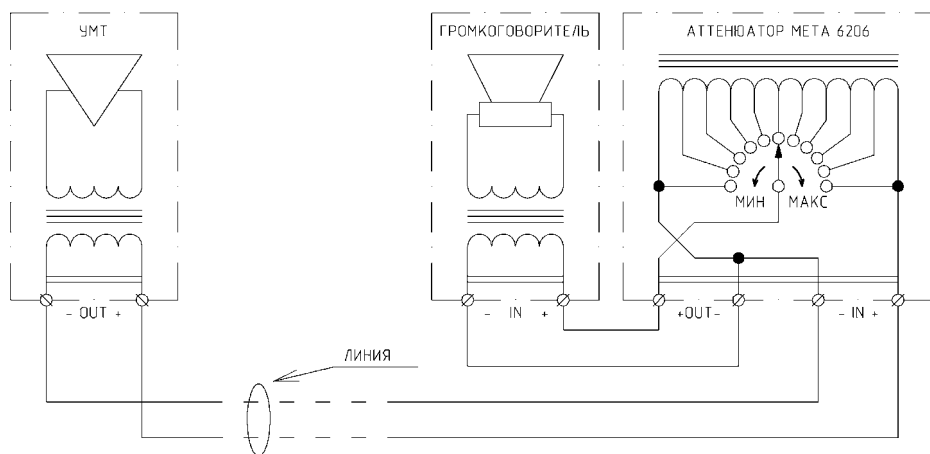 УМТ
ГРОМКОГОВОРИТЕЛЬ
АТТЕНЮАТОР МЕТА 6206
МИН МАКС
- OUT +
- IN +
+OUT-
- IN +
ЛИНИЯ